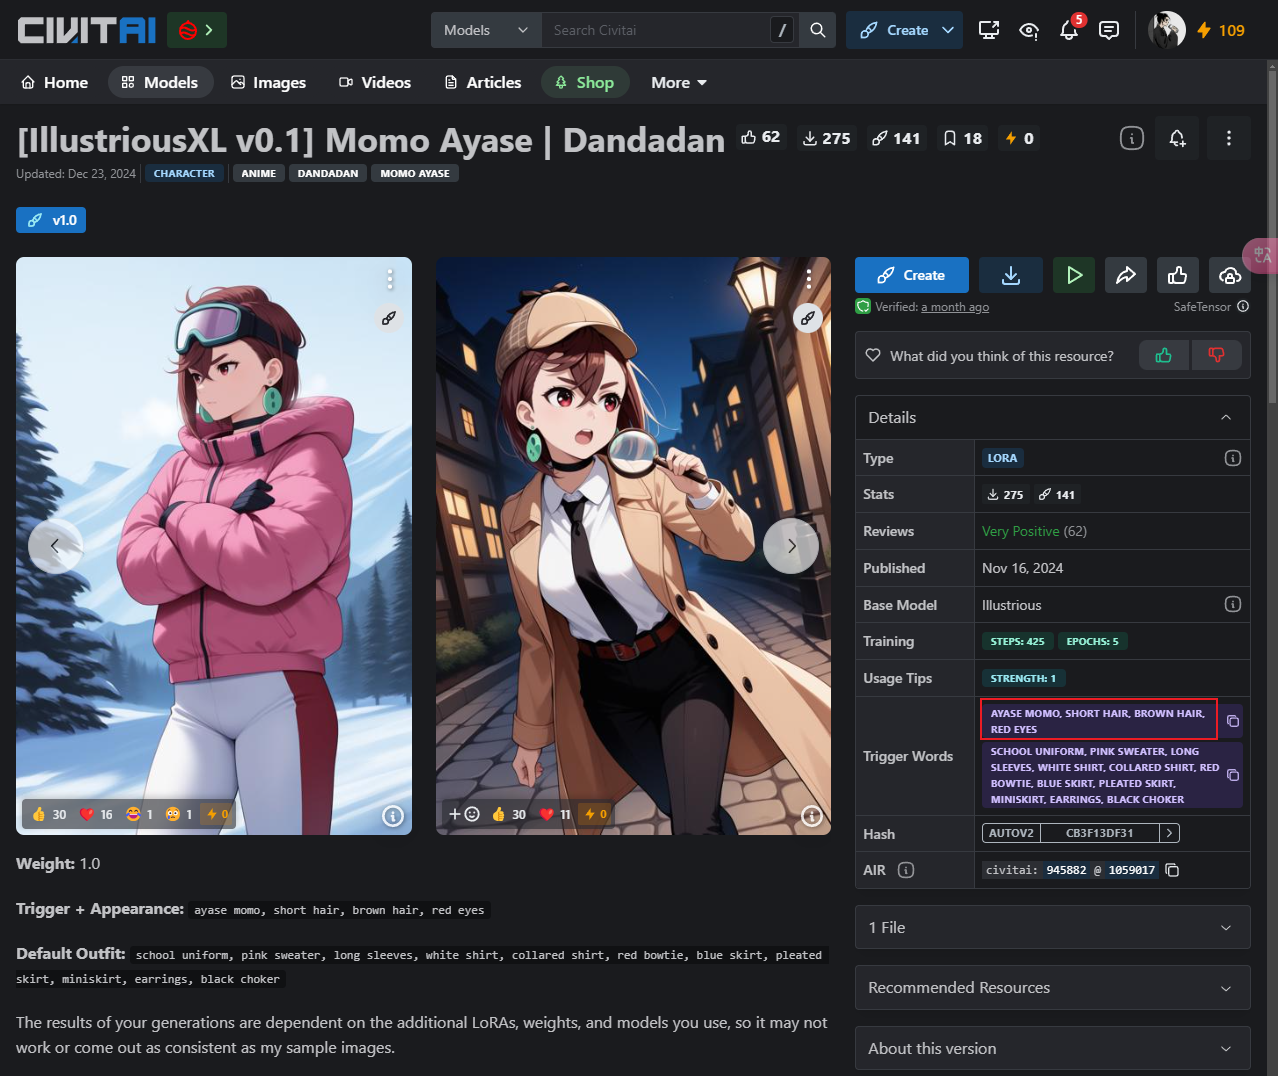 CIVITAI
Models
Search Civitai
/
Create
5
109
Home
Models
Images
Videos
Articles
Shop
More
[IllustriousXL v0.1] Momo Ayase | Dandadan
62
275
141
18
0
Updated: Dec 23, 2024
CHARACTER
ANIME
DANDADAN
MOMO AYASE
v1.0
30
16
1
1
0
30
11
0
Create
Verified: a month ago
SafeTensor
What did you think of this resource?
Details
Type
LORA
Stats
275
141
Reviews
Very Positive (62)
Published
Nov 16, 2024
Base Model
Illustrious
Training
STEPS: 425
EPOCHS: 5
Usage Tips
STRENGTH: 1
Trigger Words
AYASE MOMO, SHORT HAIR, BROWN HAIR,
RED EYES
SCHOOL UNIFORM, PINK SWEATER, LONG
SLEEVES, WHITE SHIRT, COLLARED SHIRT, RED
BOWTIE, BLUE SKIRT, PLEATED SKIRT,
MINISKIRT, EARRINGS, BLACK CHOKER
Hash
AUTOV2
CB3F13DF31
AIR
civitai: 945882 @ 1059017
1 File
Recommended Resources
About this version
Weight: 1.0
Trigger + Appearance: ayase momo, short hair, brown hair, red eyes
Default Outfit: school uniform, pink sweater, long sleeves, white shirt, collared shirt, red bowtie, blue skirt, pleated
skirt, miniskirt, earrings, black choker
The results of your generations are dependent on the additional LoRAs, weights, and models you use, so it may not
work or come out as consistent as my sample images.